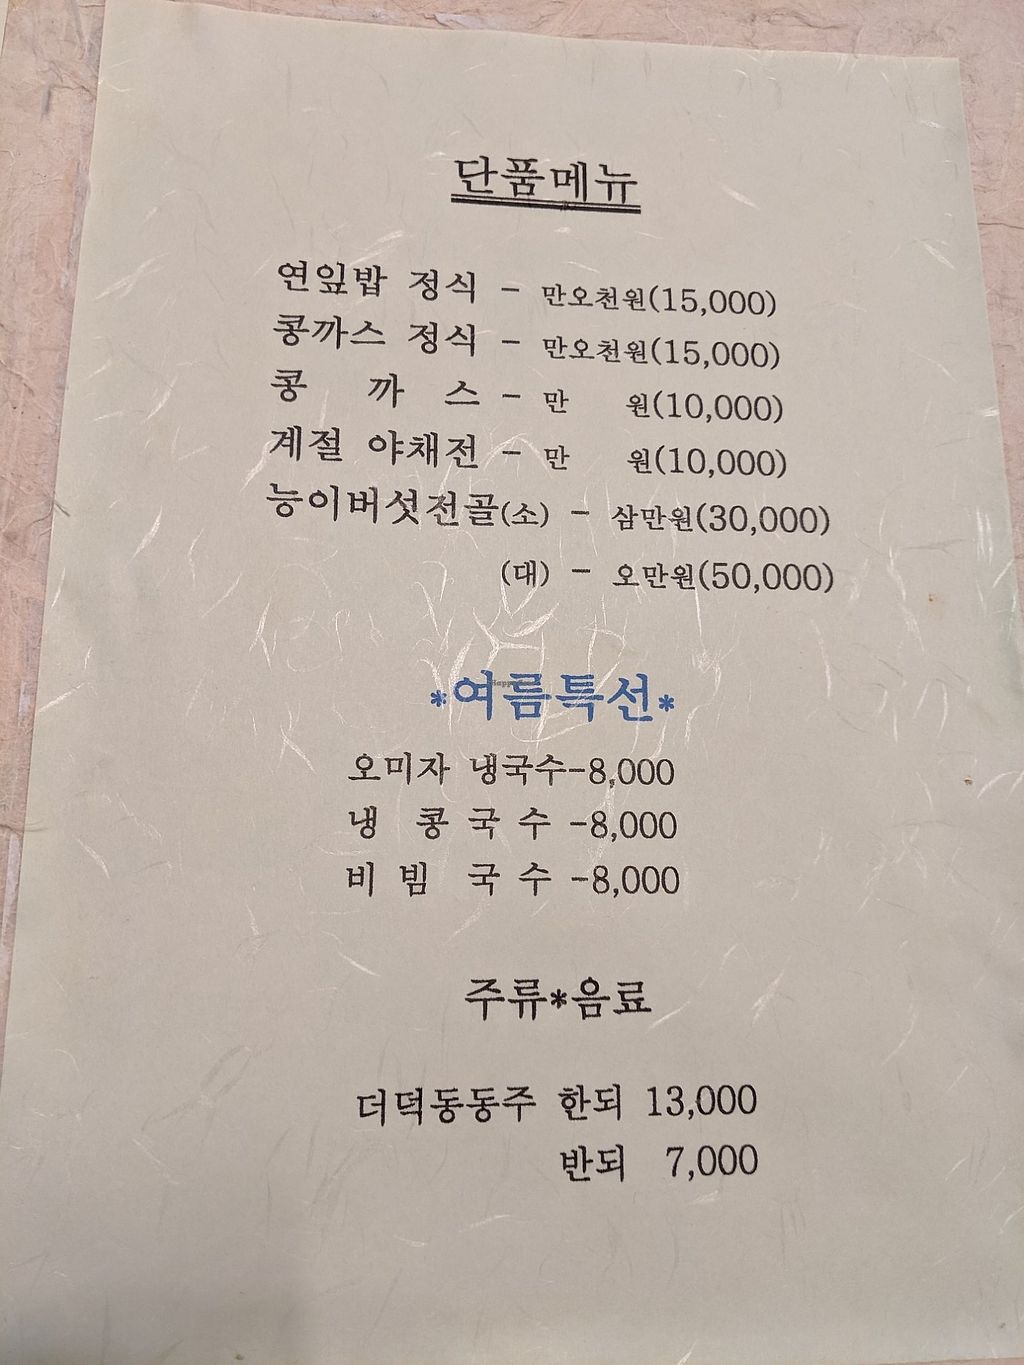 단품메뉴
연잎밥 정식 - 만오천원(15,000)
콩까스 정식 - 만오천원(15,000)
콩 까 스 - 만 원(10,000)
계절 야채전 - 만 원(10,000)
능이버섯전골(소) - 삼만원(30,000)
(대) - 오만원(50,000)
*여름특선*
오미자 냉국수-8,000
냉 콩 국 수 -8,000
비 빔 국 수 -8,000
주류*음료
더덕동동주 한되 13,000
반되 7,000